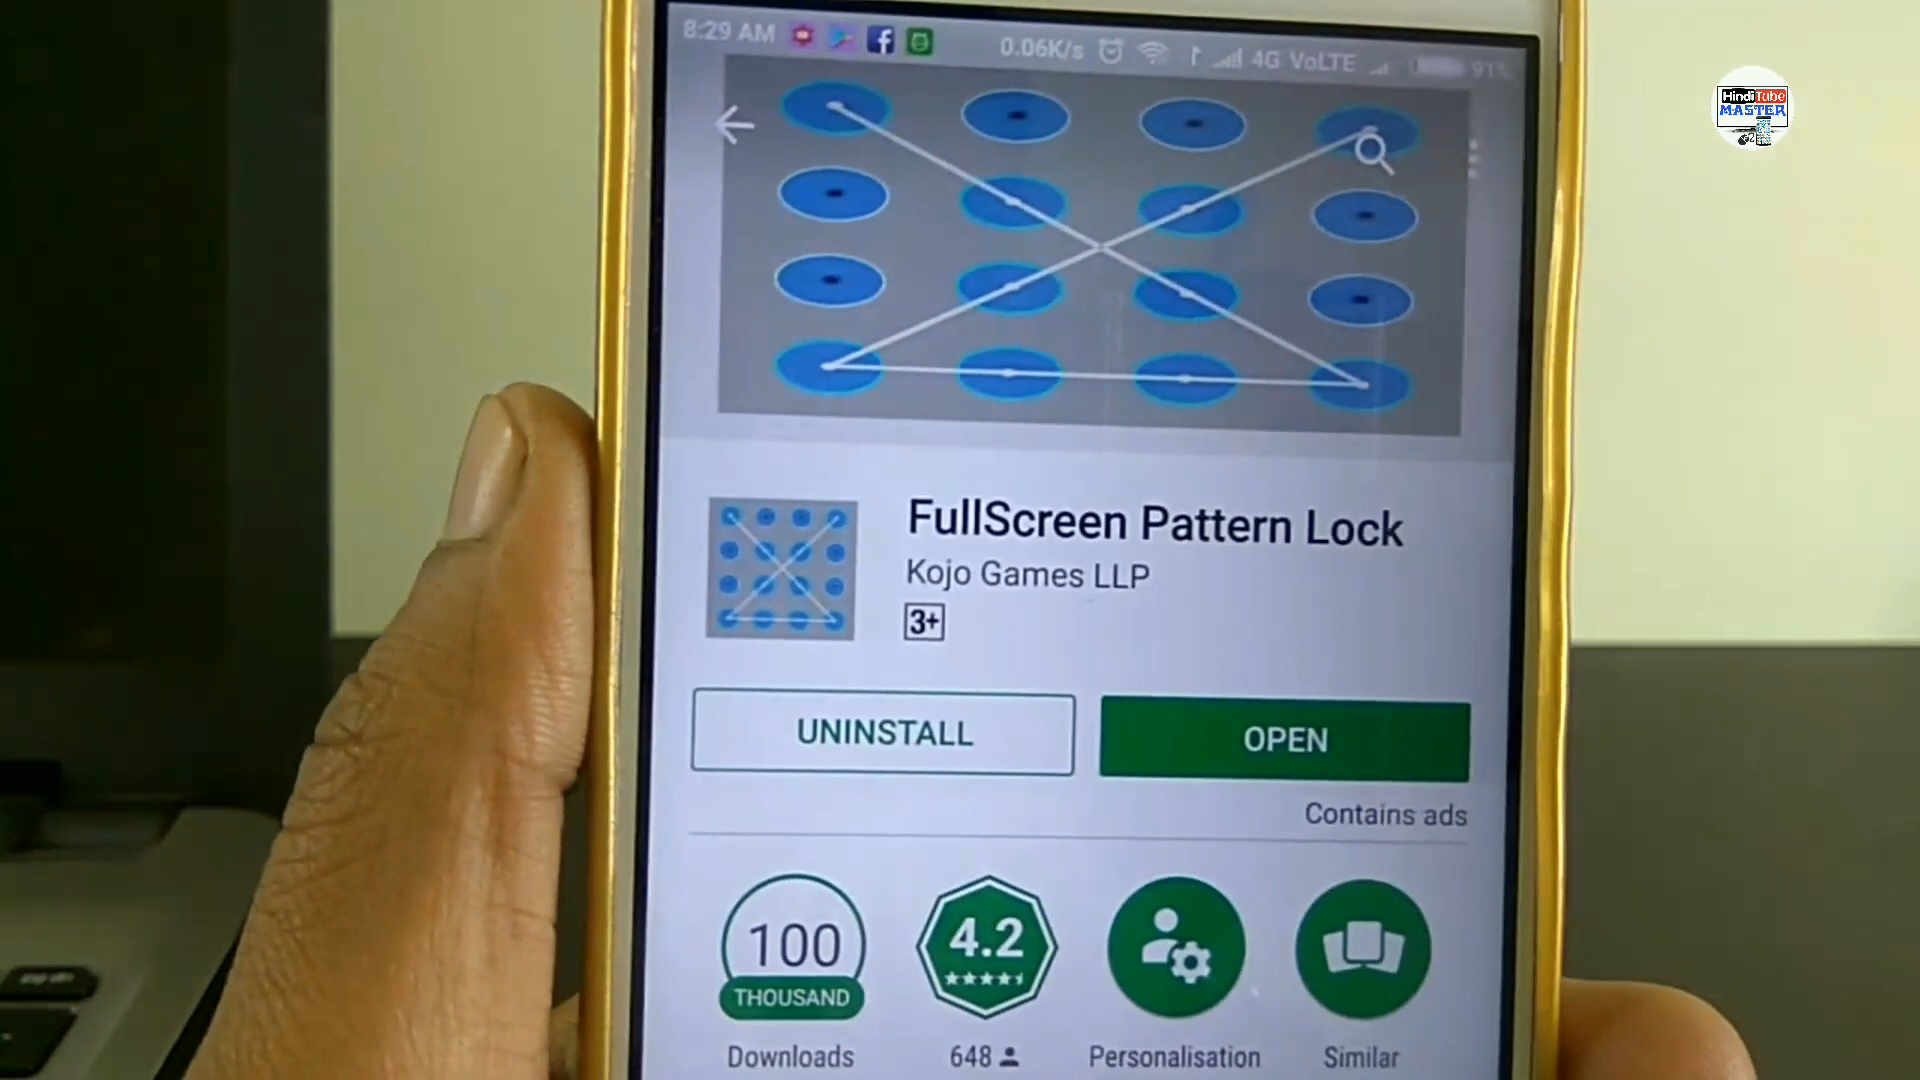 8:29 AM
0.06K/s
4G VoLTE
91%
HindiTube
MASTER
FullScreen Pattern Lock
Kojo Games LLP
3+
UNINSTALL
OPEN
Contains ads
100
THOUSAND
Downloads
4.2
648
Personalisation
Similar